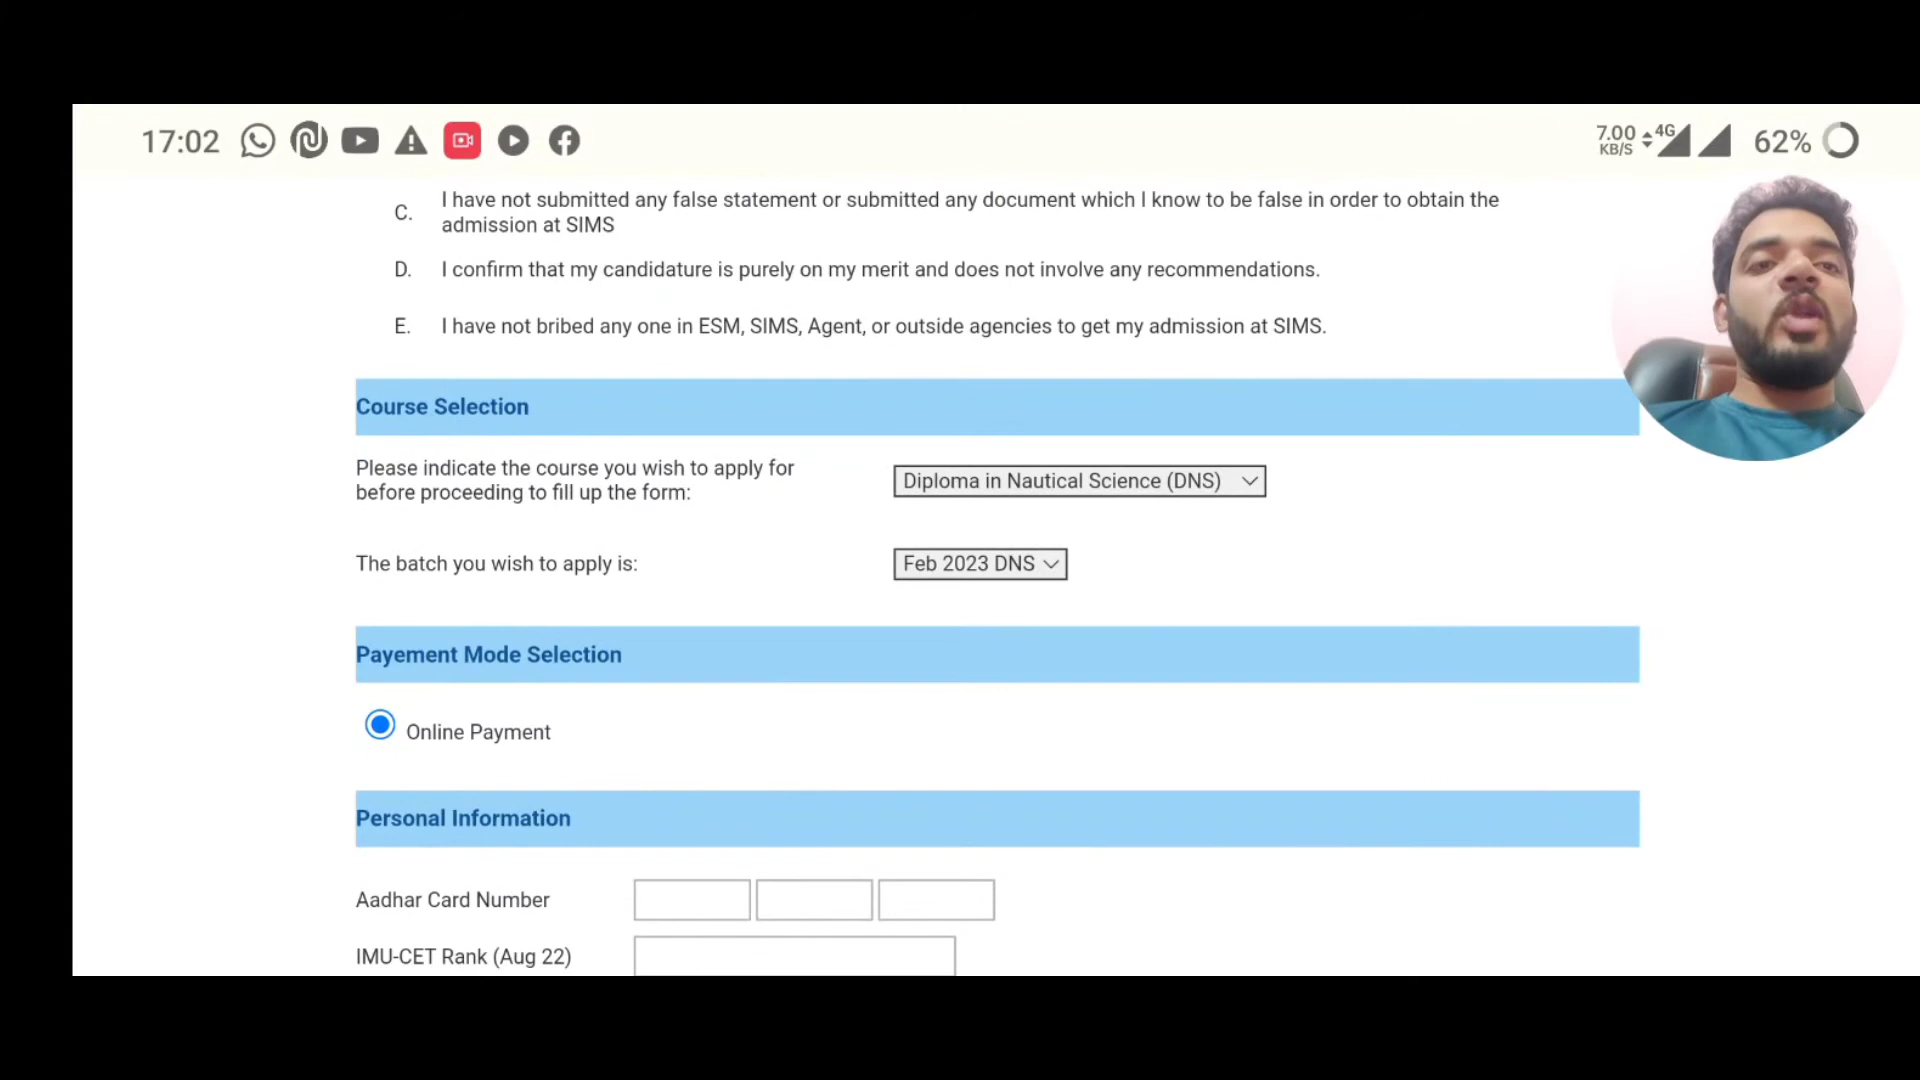 17:02
7.00
KB/S
4G
62%
C.
I have not submitted any false statement or submitted any document which I know to be false in order to obtain the
admission at SIMS
D. I confirm that my candidature is purely on my merit and does not involve any recommendations.
E. I have not bribed any one in ESM, SIMS, Agent, or outside agencies to get my admission at SIMS.
Course Selection
Please indicate the course you wish to apply for
before proceeding to fill up the form:
Diploma in Nautical Science (DNS)
The batch you wish to apply is:
Feb 2023 DNS
Payement Mode Selection
Online Payment
Personal Information
Aadhar Card Number
IMU-CET Rank (Aug 22)